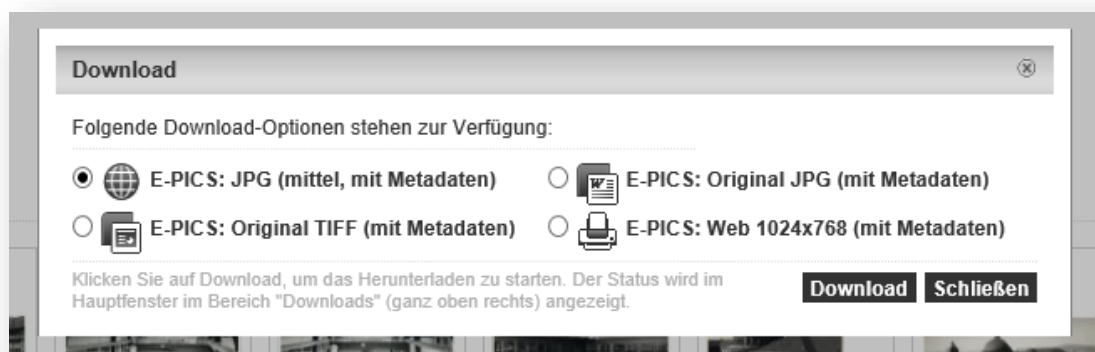 Download
Folgende Download-Optionen stehen zur Verfügung:
E-PICS: JPG (mittel, mit Metadaten)
E-PICS: Original JPG (mit Metadaten)
E-PICS: Original TIFF (mit Metadaten)
E-PICS: Web 1024x768 (mit Metadaten)
Klicken Sie auf Download, um das Herunterladen zu starten. Der Status wird im
Hauptfenster im Bereich "Downloads" (ganz oben rechts) angezeigt.
Download Schließen